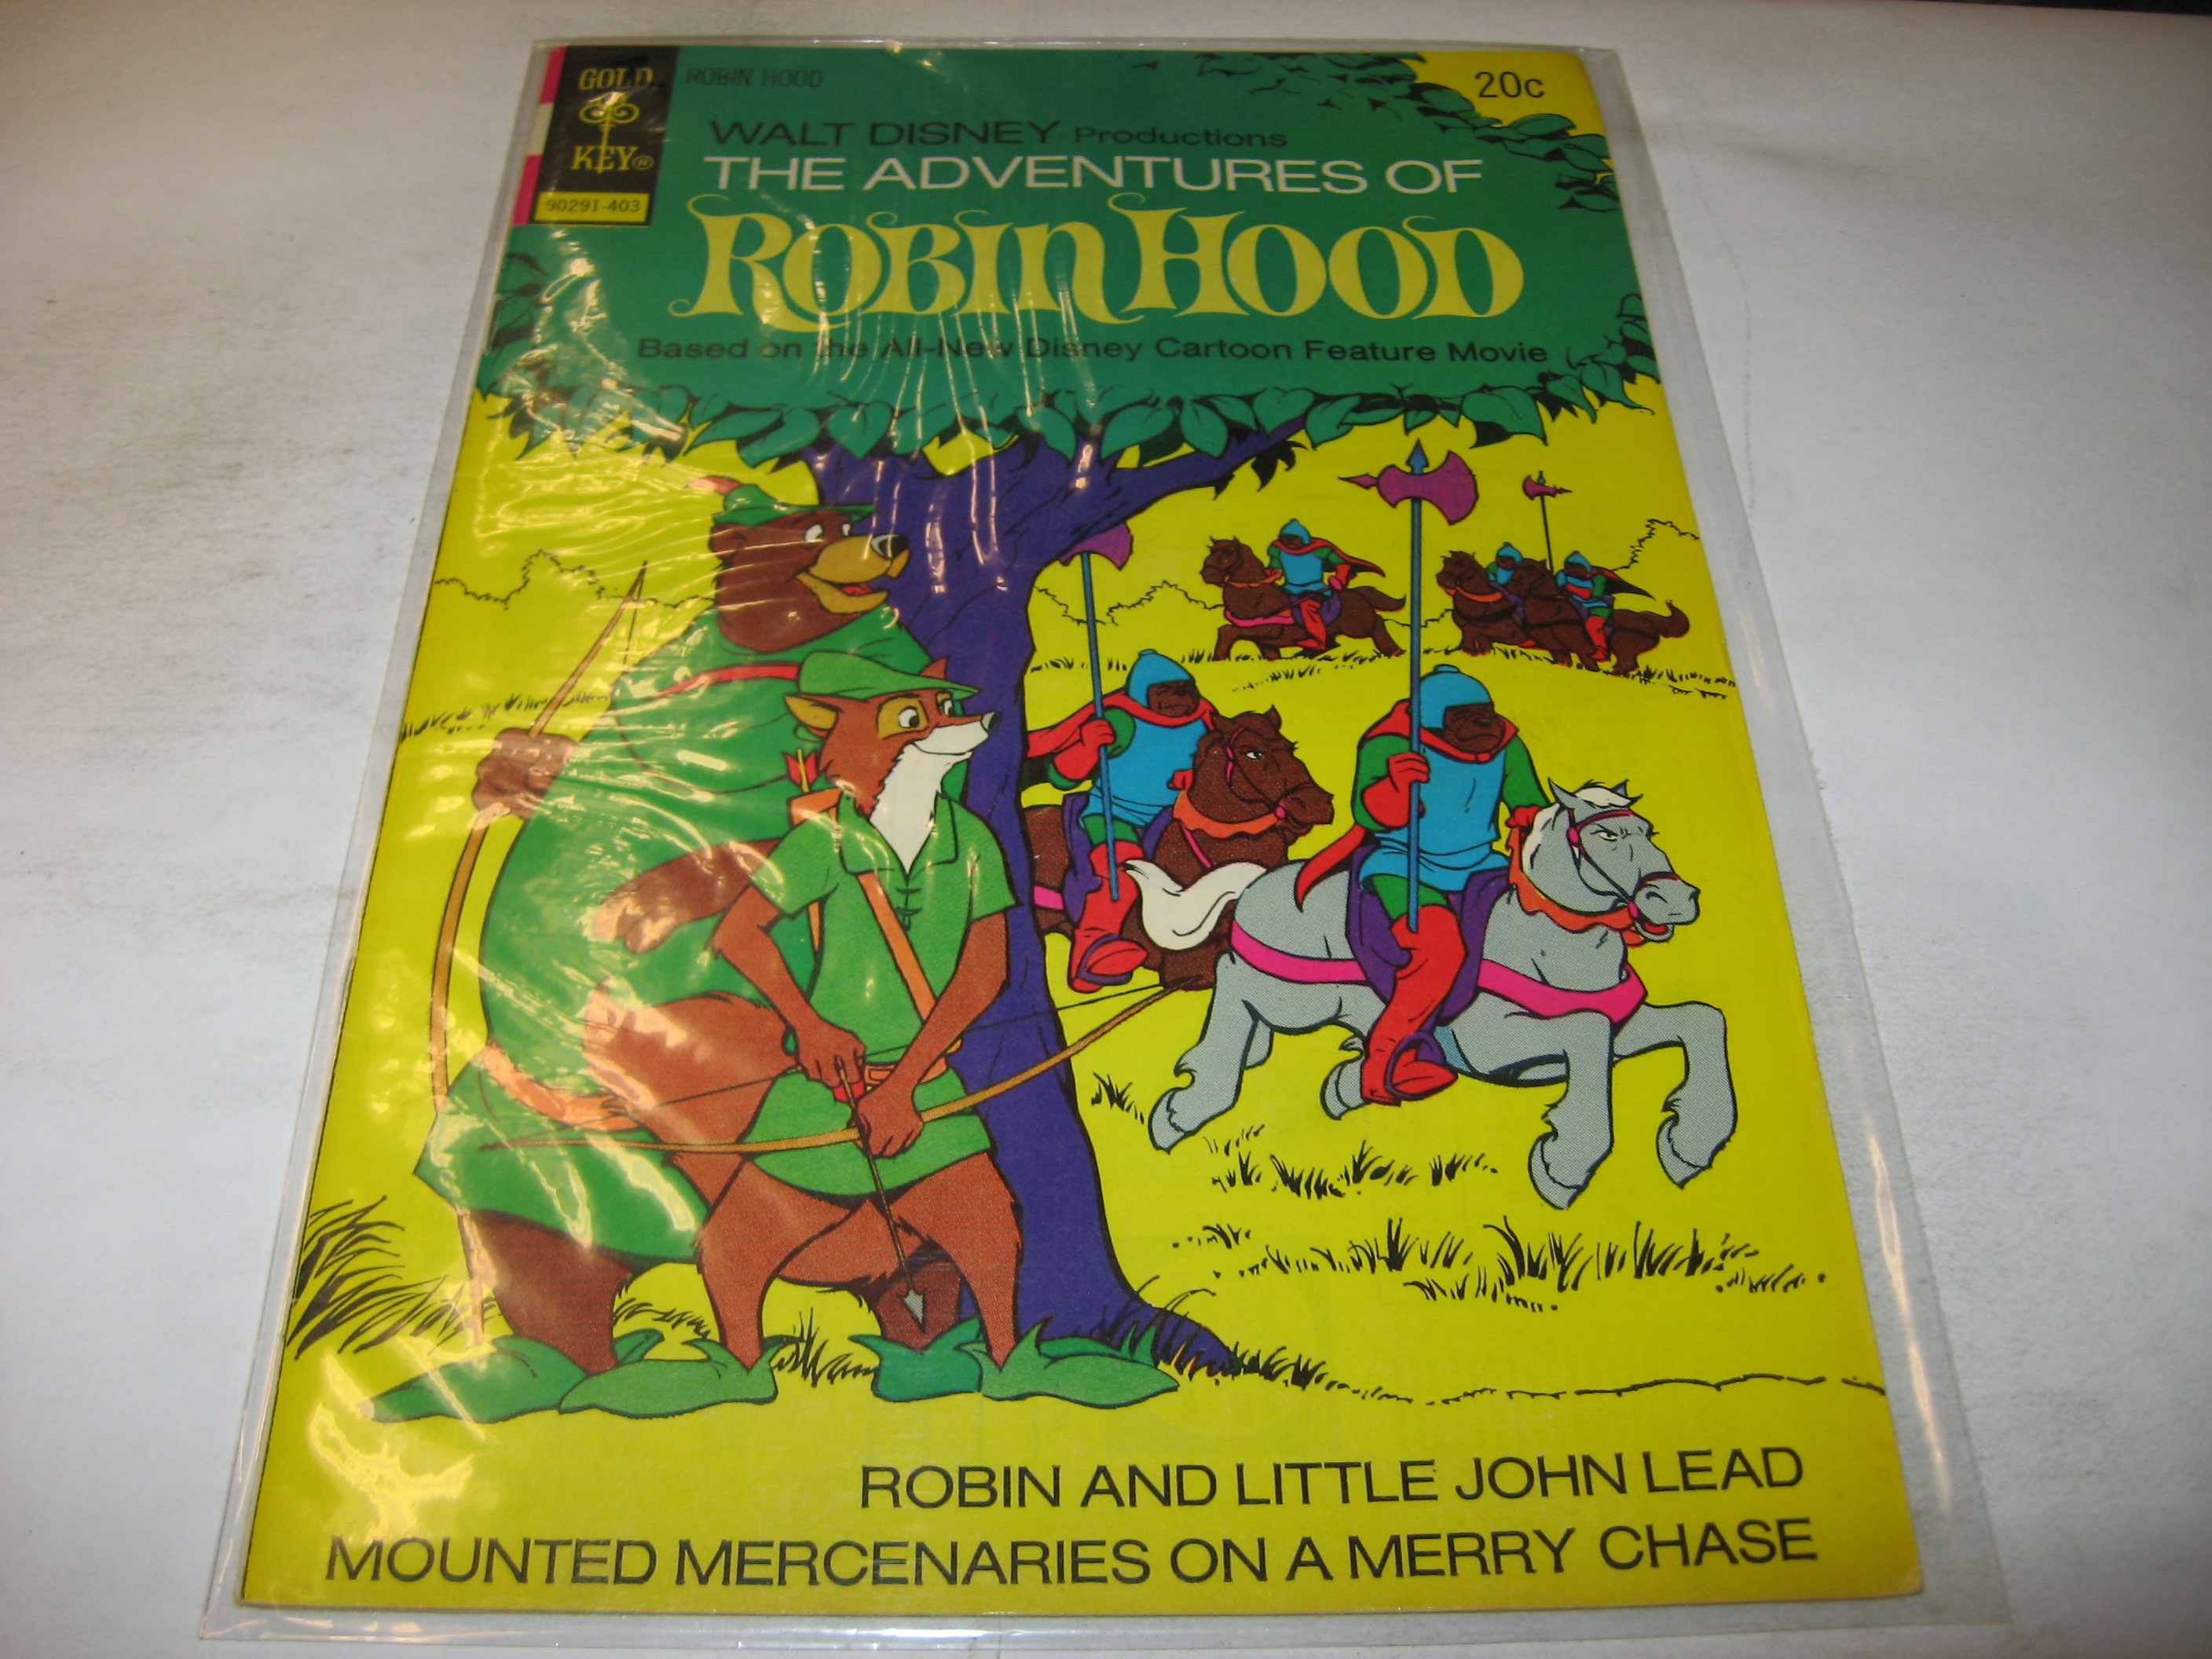 GOLD
KEY®
90291-403
ROBIN HOOD
20c
WALT DISNEY Productions
THE ADVENTURES OF
ROBIN HOOD
Based on the All-New Disney Cartoon Feature Movie
ROBIN AND LITTLE JOHN LEAD
MOUNTED MERCENARIES ON A MERRY CHASE